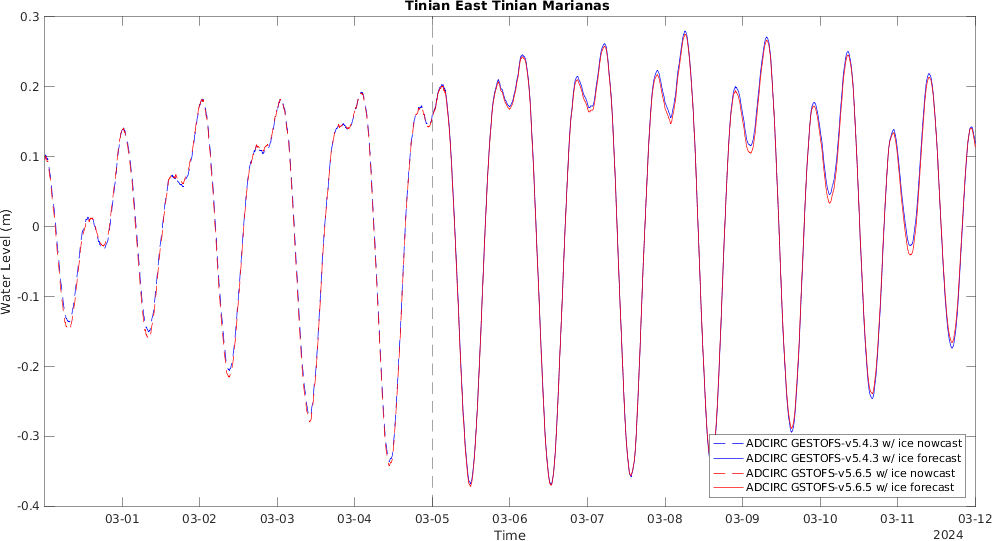 Tinian East Tinian Marianas
0.3
0.2
0.1
0
-0.1
-0.2
-0.3
-0.4
Water Level (m)
03-01 03-02 03-03 03-04 03-05 03-06 03-07 03-08 03-09 03-10 03-11 03-12
Time
2024
ADCIRC GESTOFS-v5.4.3 w/ ice nowcast
ADCIRC GESTOFS-v5.4.3 w/ ice forecast
ADCIRC GSTOFS-v5.6.5 w/ ice nowcast
ADCIRC GSTOFS-v5.6.5 w/ ice forecast